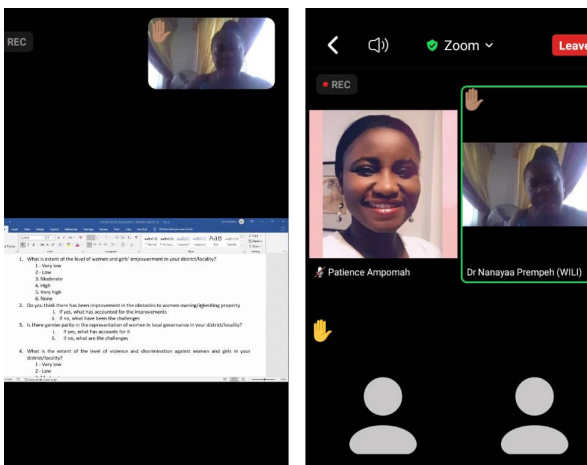 REC
1. What is extent of the level of women and girls' empowerment in your district/locality?
1 - Very low
2 - Low
3. Moderate
4. High
5. Very high
6. None
2. Do you think there has been improvement in the obstacles to women owning/inheriting property
i. If yes, what has accounted for the improvements
ii. If no, what have been the challenges
3. Is there gender parity in the representation of women in local governance in your district/locality?
i. If yes, what has accounts for it
ii. If no, what are the challenges
4. What is the extent of the level of violence and discrimination against women and girls in your
district/locality?
1 - Very low
2 - Low
Zoom
Leave
REC
Patience Ampomah
Dr Nanayaa Prempeh (WILI)